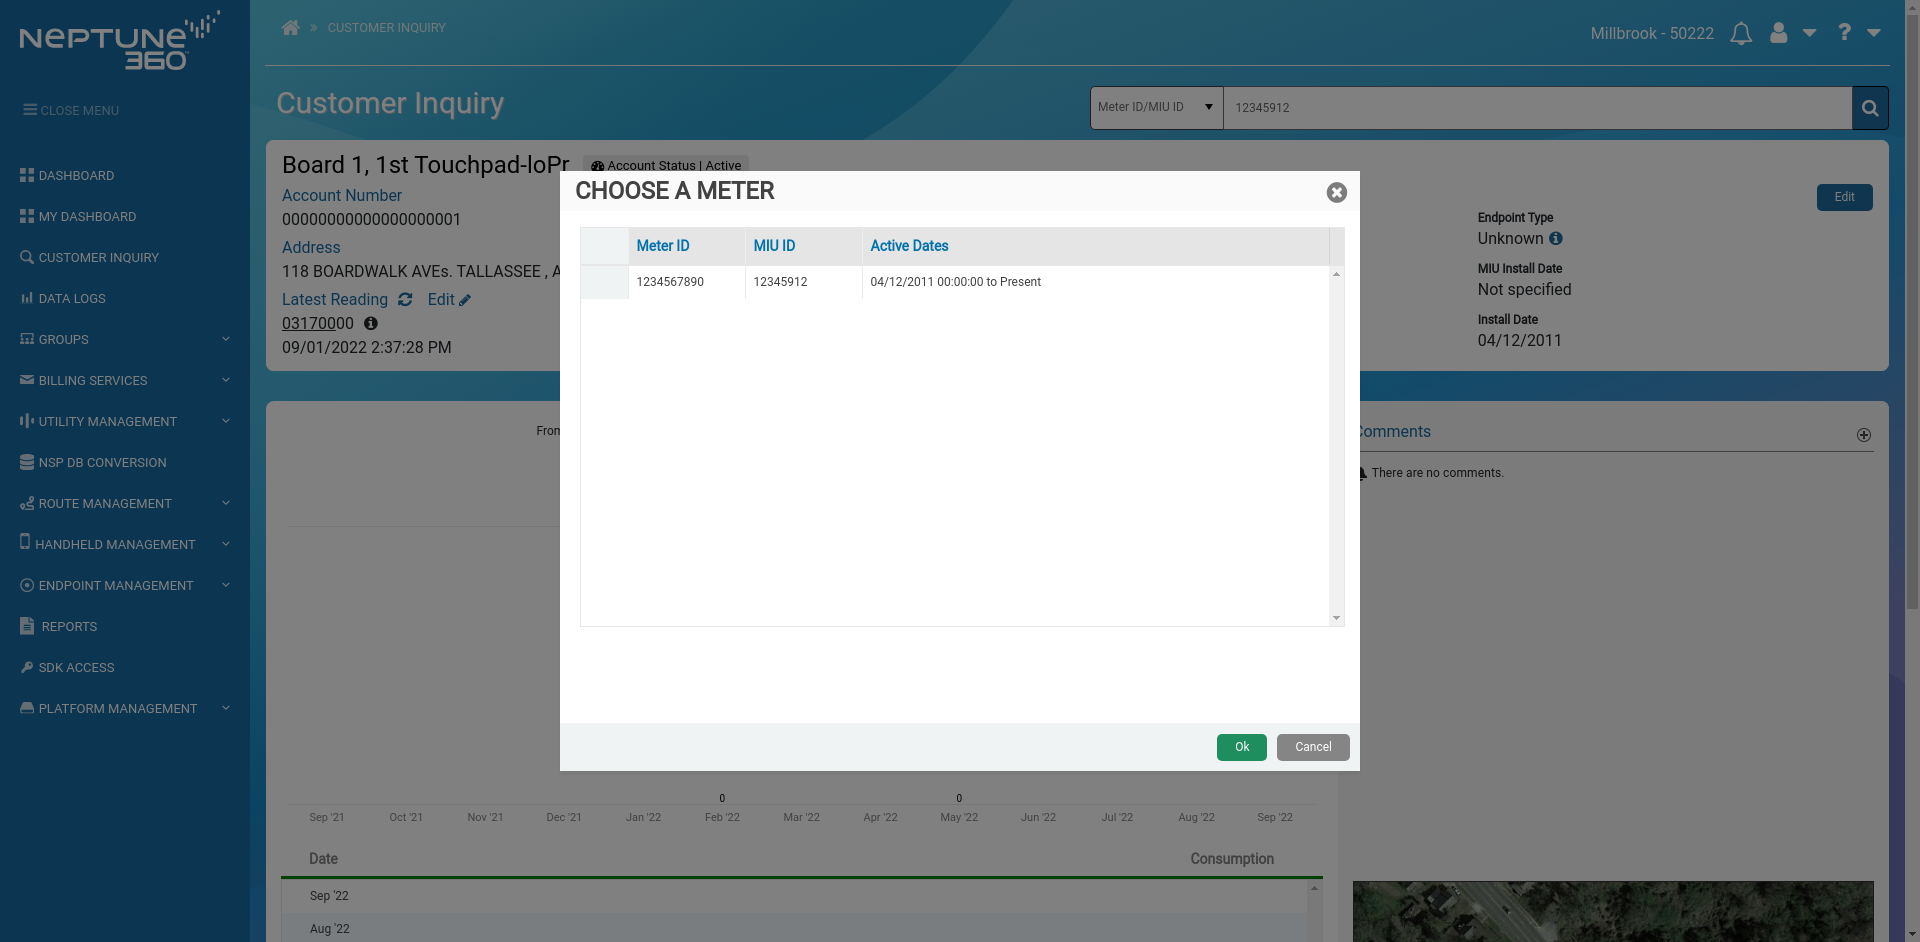 NEPTUNE 360
CLOSE MENU
DASHBOARD
MY DASHBOARD
CUSTOMER INQUIRY
DATA LOGS
GROUPS
BILLING SERVICES
UTILITY MANAGEMENT
NSP DB CONVERSION
ROUTE MANAGEMENT
HANDHELD MANAGEMENT
ENDPOINT MANAGEMENT
REPORTS
SDK ACCESS
PLATFORM MANAGEMENT
» CUSTOMER INQUIRY
Millbrook - 50222
?
Customer Inquiry
Meter ID/MIU ID
12345912
Board 1, 1st Touchpad-loPr
Account Status | Active
Account Number
00000000000000000001
Address
118 BOARDWALK AVEs. TALLASSEE , A
Latest Reading Edit
03170000
09/01/2022 2:37:28 PM
Edit
Endpoint Type
Unknown
MIU Install Date
Not specified
Install Date
04/12/2011
CHOOSE A METER
Meter ID MIU ID Active Dates
1234567890 12345912 04/12/2011 00:00:00 to Present
Ok Cancel
From
Comments
There are no comments.
0 0
Sep '21 Oct '21 Nov '21 Dec '21 Jan '22 Feb '22 Mar '22 Apr '22 May '22 Jun '22 Jul '22 Aug '22 Sep '22
Date Consumption
Sep '22
Aug '22